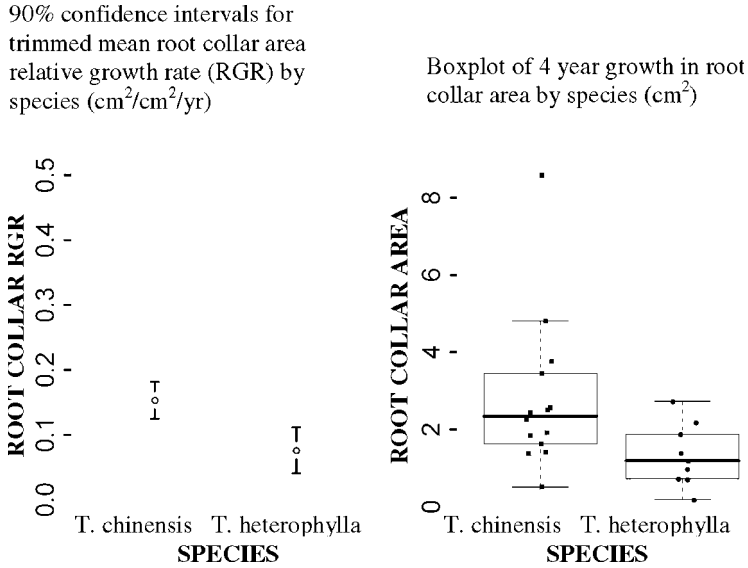 90% confidence intervals for
trimmed mean root collar area
relative growth rate (RGR) by
species (cm²/cm²/yr)
ROOT COLLAR RGR
0.5
0.4
0.3
0.2
0.1
0.0
T. chinensis T. heterophylla
SPECIES
Boxplot of 4 year growth in root
collar area by species (cm²)
ROOT COLLAR AREA
8
6
4
2
0
T. chinensis T. heterophylla
SPECIES